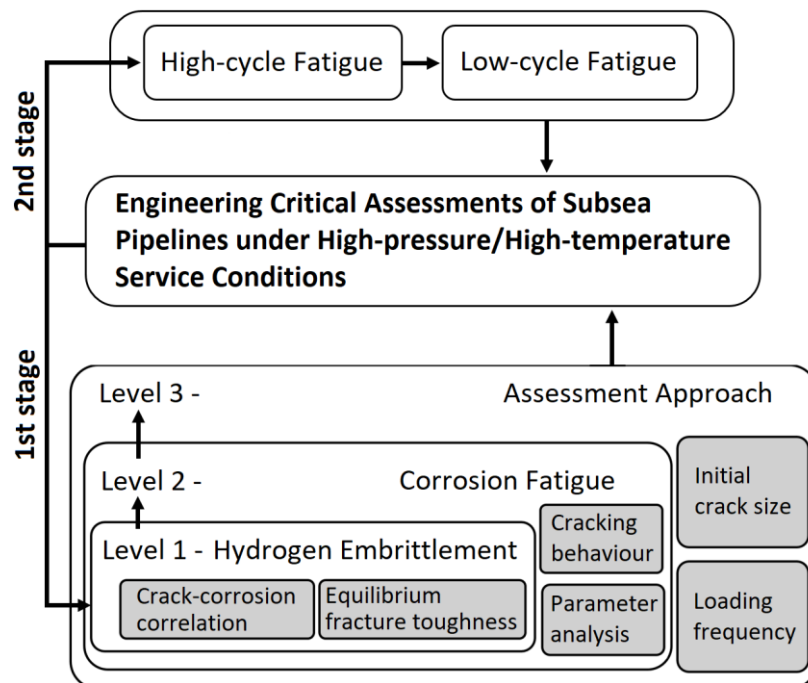 High-cycle Fatigue
Low-cycle Fatigue
2nd stage
Engineering Critical Assessments of Subsea
Pipelines under High-pressure/High-temperature
Service Conditions
1st stage
Level 3 -
Assessment Approach
Level 2 -
Corrosion Fatigue
Initial
crack size
Level 1 - Hydrogen Embrittlement
Cracking
behaviour
Crack-corrosion
correlation
Equilibrium
fracture toughness
Parameter
analysis
Loading
frequency